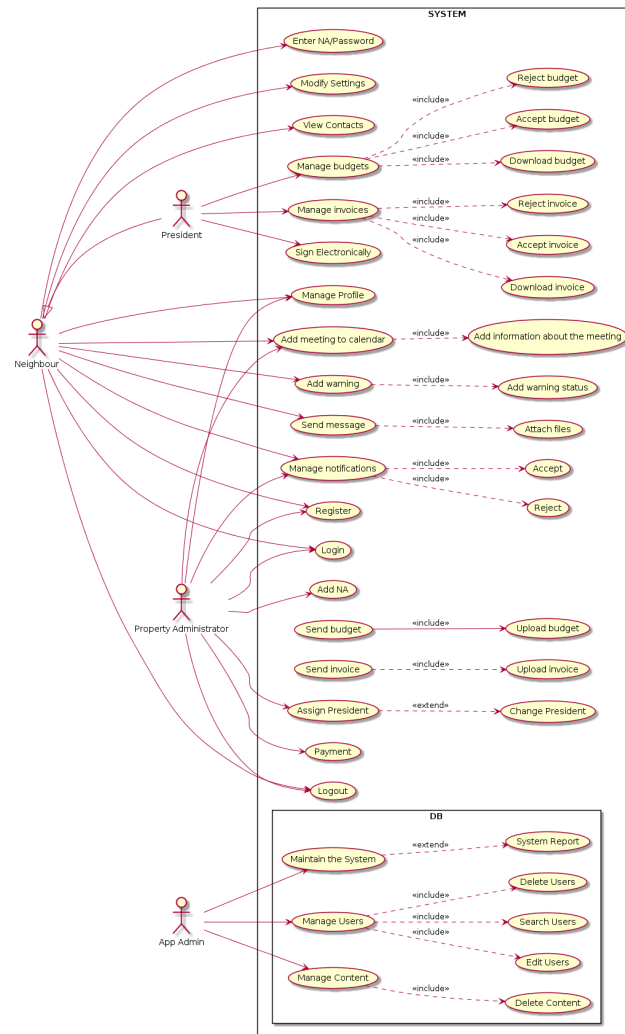 SYSTEM
Enter NA/Password
Modify Settings
View Contacts
Manage budgets
«include»
Reject budget
«include»
Accept budget
«include»
Download budget
President
Manage invoices
«include»
Reject invoice
«include»
Accept invoice
«include»
Download invoice
Sign Electronically
Manage Profile
Neighbour
Add meeting to calendar
«include»
Add information about the meeting
Add warning
«include»
Add warning status
Send message
«include»
Attach files
Manage notifications
«include»
Accept
«include»
Reject
Register
Login
Add NA
Property Administrator
Send budget
«include»
Upload budget
Send invoice
«include»
Upload invoice
Assign President
«extend»
Change President
Payment
Logout
DB
Maintain the System
«extend»
System Report
App Admin
Manage Users
«include»
Delete Users
«include»
Search Users
«include»
Edit Users
Manage Content
«include»
Delete Content